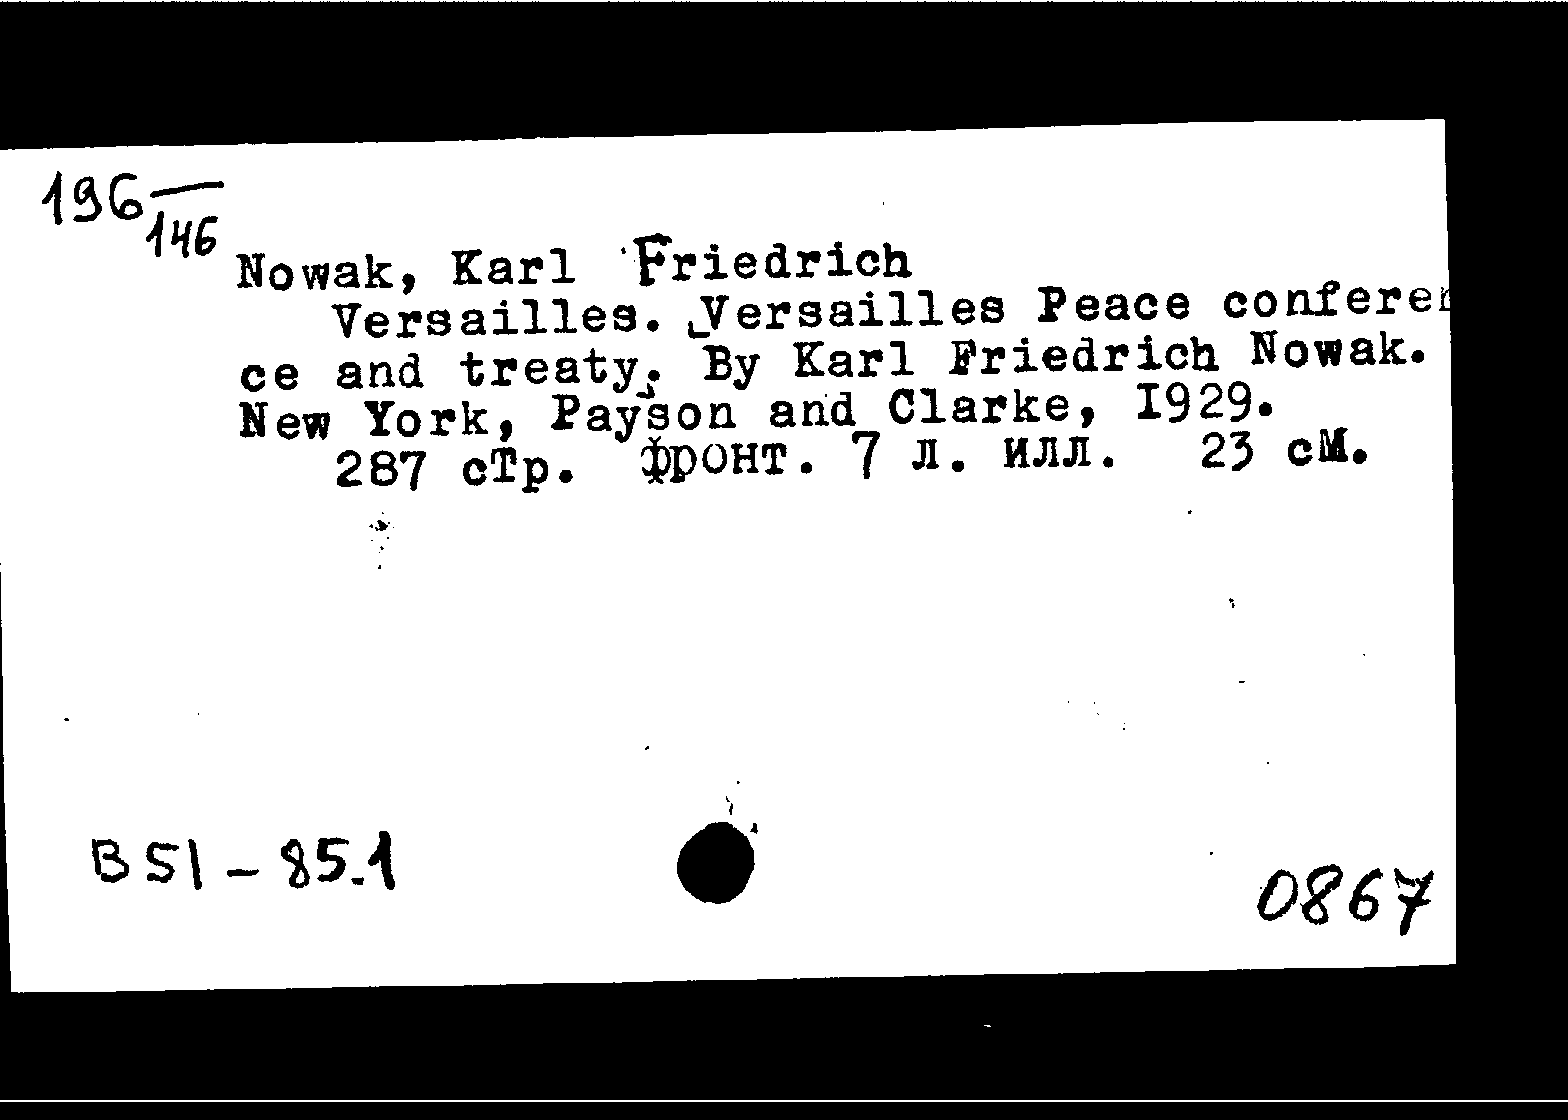 196
146
Nowak, Karl Friedrich
Versailles. [Versailles Peace conferen
ce and treaty]. By Karl Friedrich Nowak.
New York, Payson and Clarke, I929.
287 стр. фронт. 7 л. илл. 23 см.
B51-85.1
0867